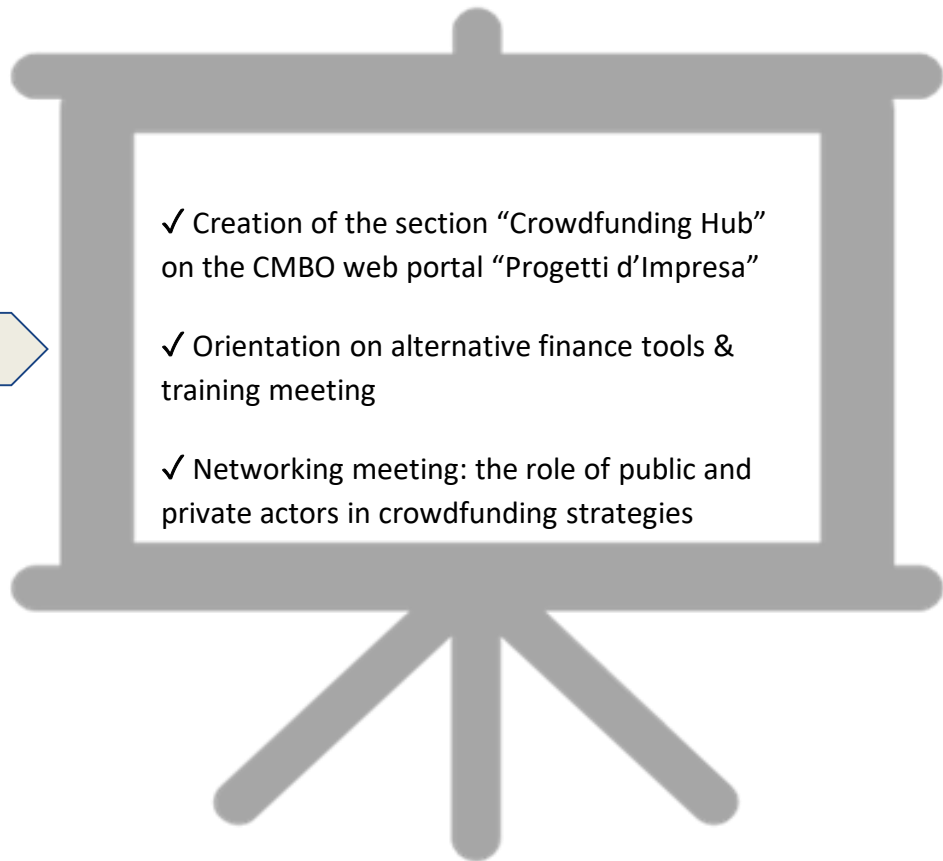 ✓ Creation of the section “Crowdfunding Hub”
on the CMBO web portal “Progetti d’Impresa”
✓ Orientation on alternative finance tools &
training meeting
✓ Networking meeting: the role of public and
private actors in crowdfunding strategies